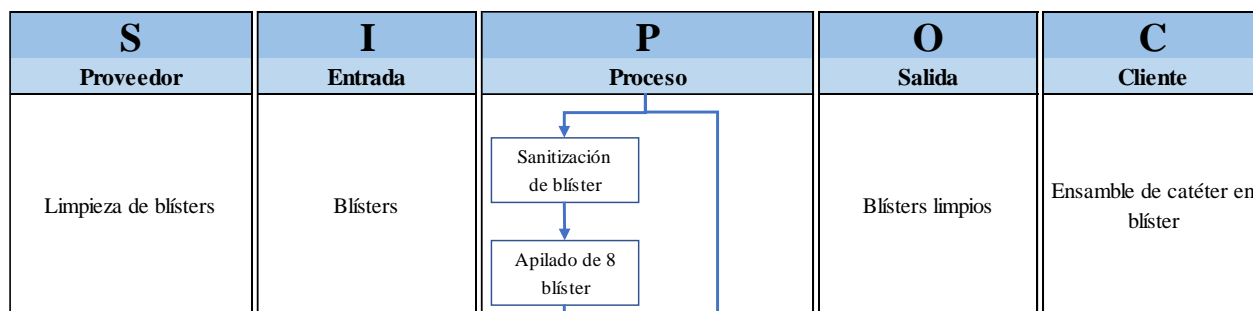 S I P O C
Proveedor Entrada Proceso Salida Cliente
Sanitización
de blíster
Limpieza de blísters Blísters Blísters limpios Ensamble de catéter en
blíster
Apilado de 8
blíster